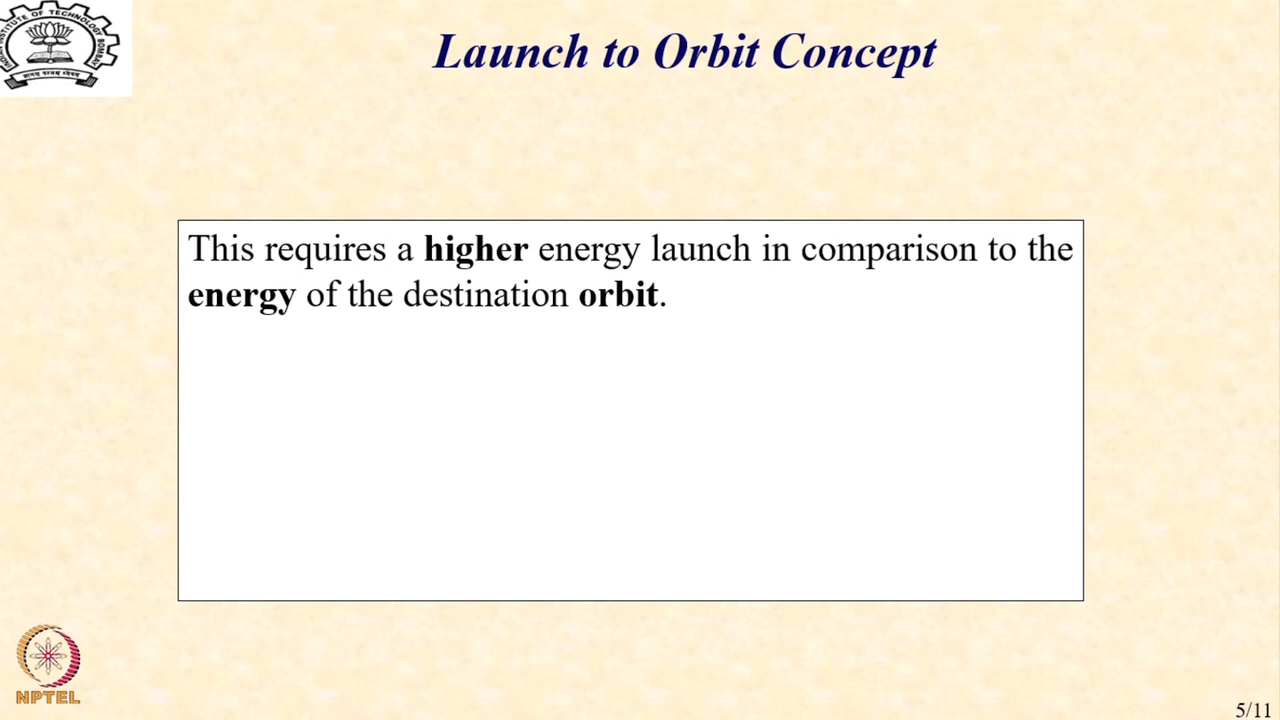 Launch to Orbit Concept
This requires a higher energy launch in comparison to the
energy of the destination orbit.
NPTEL
5/11